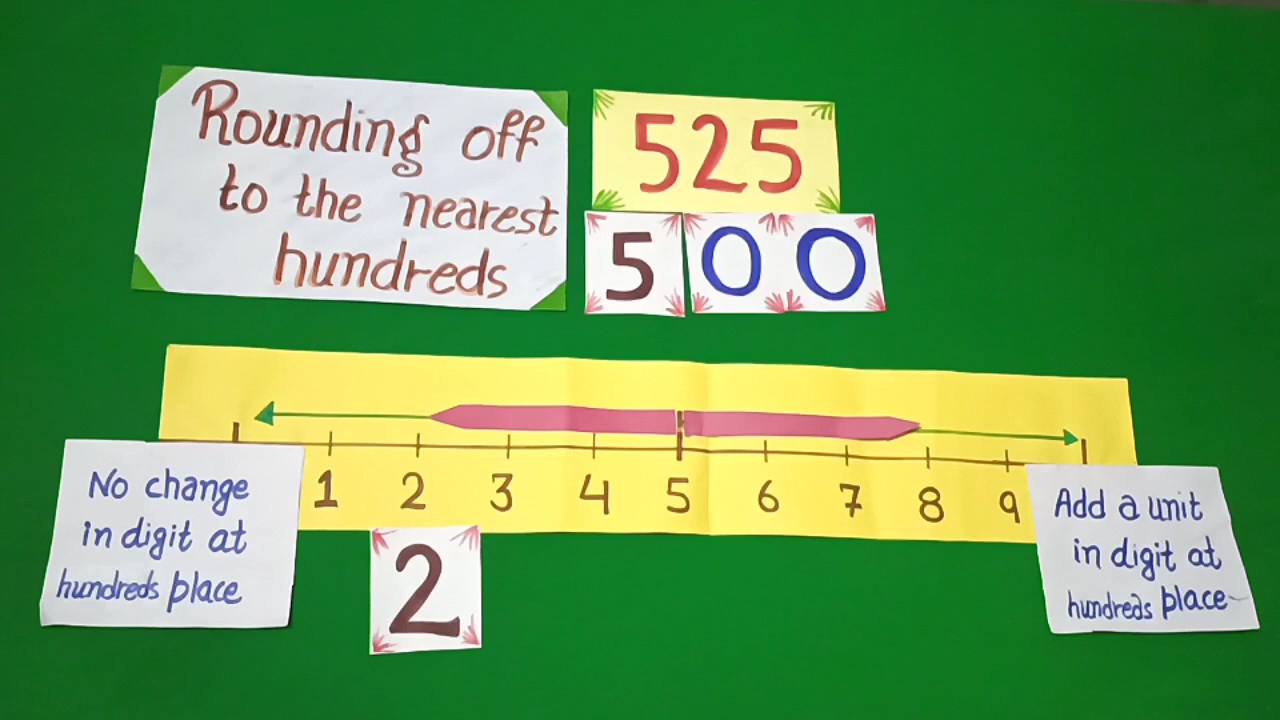 Rounding off
to the nearest
hundreds
525
5 0 0
1 2 3 4 5 6 7 8 9
No change
in digit at
hundreds place
2
Add a unit
in digit at
hundreds place